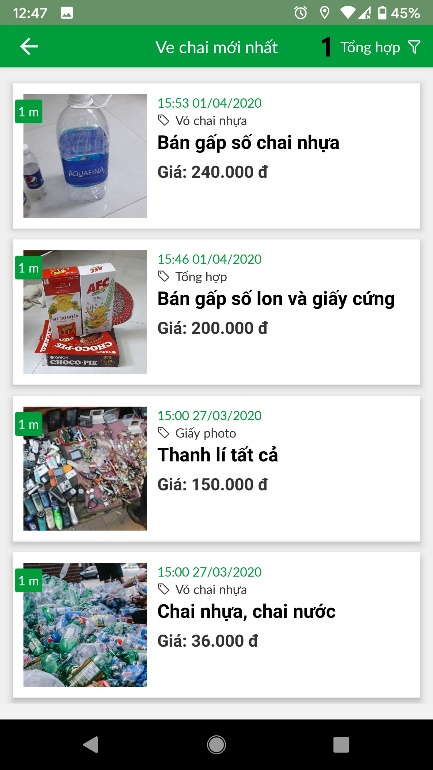 12:47
45%
Ve chai mới nhất
1 Tổng hợp
1 m
AQUAFINA
15:53 01/04/2020
Vỏ chai nhựa
Bán gấp số chai nhựa
Giá: 240.000 đ
1 m
AFC
CHOCO-PIE
15:46 01/04/2020
Tổng hợp
Bán gấp số lon và giấy cứng
Giá: 200.000 đ
1 m
15:00 27/03/2020
Giấy photo
Thanh lí tất cả
Giá: 150.000 đ
1 m
15:00 27/03/2020
Vỏ chai nhựa
Chai nhựa, chai nước
Giá: 36.000 đ